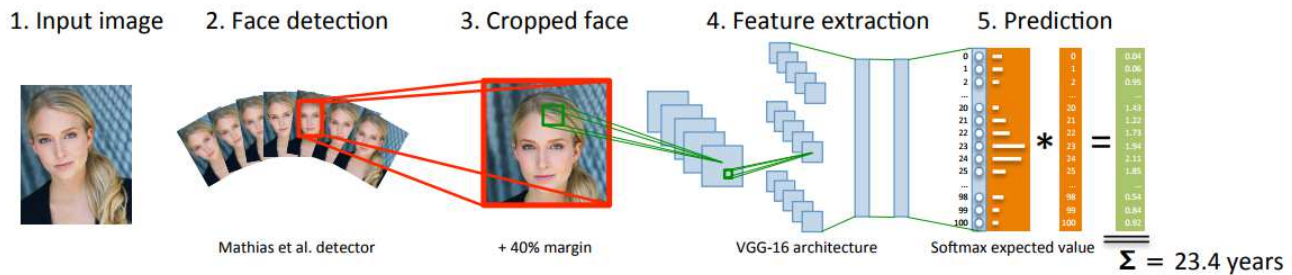 1. Input image
2. Face detection
3. Cropped face
4. Feature extraction
5. Prediction
0 0 0.04
1 1 0.06
2 2 0.95
... ... ...
20 20 1.43
21 21 1.22
22 22 1.73
23 23 1.94
24 24 2.11
25 25 1.85
... ... ...
98 98 0.54
99 99 0.84
100 100 0.92
* =
Mathias et al. detector
+ 40% margin
VGG-16 architecture
Softmax expected value
Σ = 23.4 years